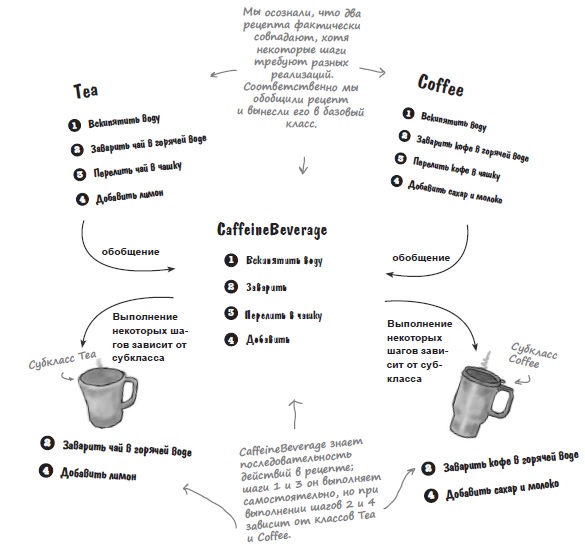 Мы осознали, что два
рецепта фактически
совпадают, хотя
некоторые шаги
требуют разных
реализаций.
Соответственно мы
обобщили рецепт
и вынесли его в базовый
класс.
Tea
1 Вскипятить воду
2 Заварить чай в горячей воде
3 Перелить чай в чашку
4 Добавить лимон
Coffee
1 Вскипятить воду
2 Заварить кофе в горячей воде
3 Перелить кофе в чашку
4 Добавить сахар и молоко
обобщение
CaffeineBeverage
1 Вскипятить воду
2 Заварить
3 Перелить в чашку
4 Добавить
обобщение
Выполнение
некоторых ша-
гов зависит от
субкласса
Субкласс Tea
Выполнение
некоторых
шагов зави-
сит от суб-
класса
Субкласс
Coffee
2 Заварить чай в горячей воде
4 Добавить лимон
CaffeineBeverage знает
последовательность
действий в рецепте;
шаги 1 и 3 он выполняет
самостоятельно, но при
выполнении шагов 2 и 4
зависит от классов Tea
и Coffee.
2 Заварить кофе в горячей воде
4 Добавить сахар и молоко